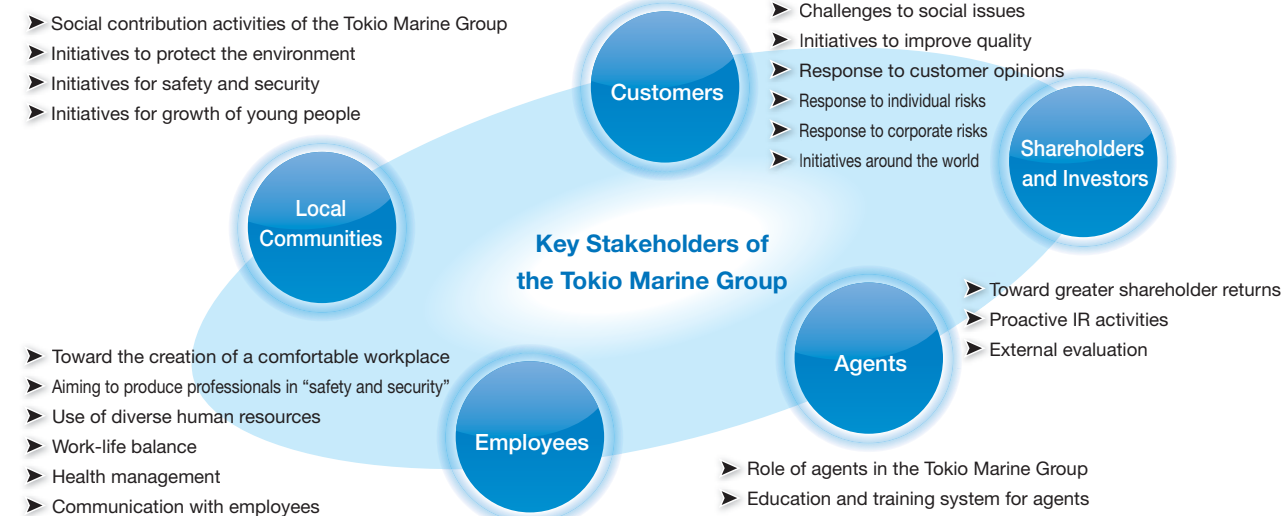 Social contribution activities of the Tokio Marine Group
Initiatives to protect the environment
Initiatives for safety and security
Initiatives for growth of young people
Local
Communities
Customers
Challenges to social issues
Initiatives to improve quality
Response to customer opinions
Response to individual risks
Response to corporate risks
Initiatives around the world
Shareholders
and Investors
Key Stakeholders of
the Tokio Marine Group
Toward greater shareholder returns
Proactive IR activities
External evaluation
Agents
Role of agents in the Tokio Marine Group
Education and training system for agents
Toward the creation of a comfortable workplace
Aiming to produce professionals in “safety and security”
Use of diverse human resources
Work-life balance
Health management
Communication with employees
Employees